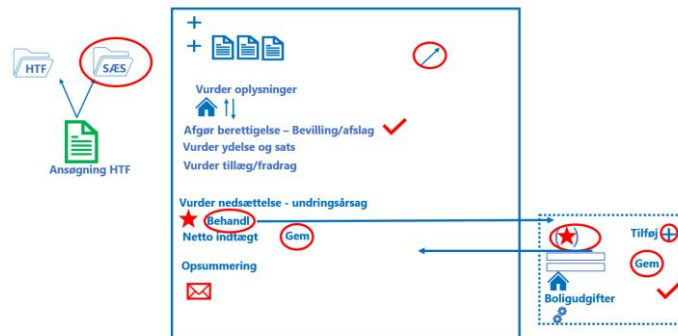 HTF
SÆS
Ansøgning HTF
Vurder oplysninger
Afgør berettigelse – Bevilling/afslag
Vurder ydelse og sats
Vurder tillæg/fradrag
Vurder nedsættelse - undringsårsag
Behandl
Netto indtægt
Gem
Opsummering
( )
Tilføj
Gem
Boligudgifter